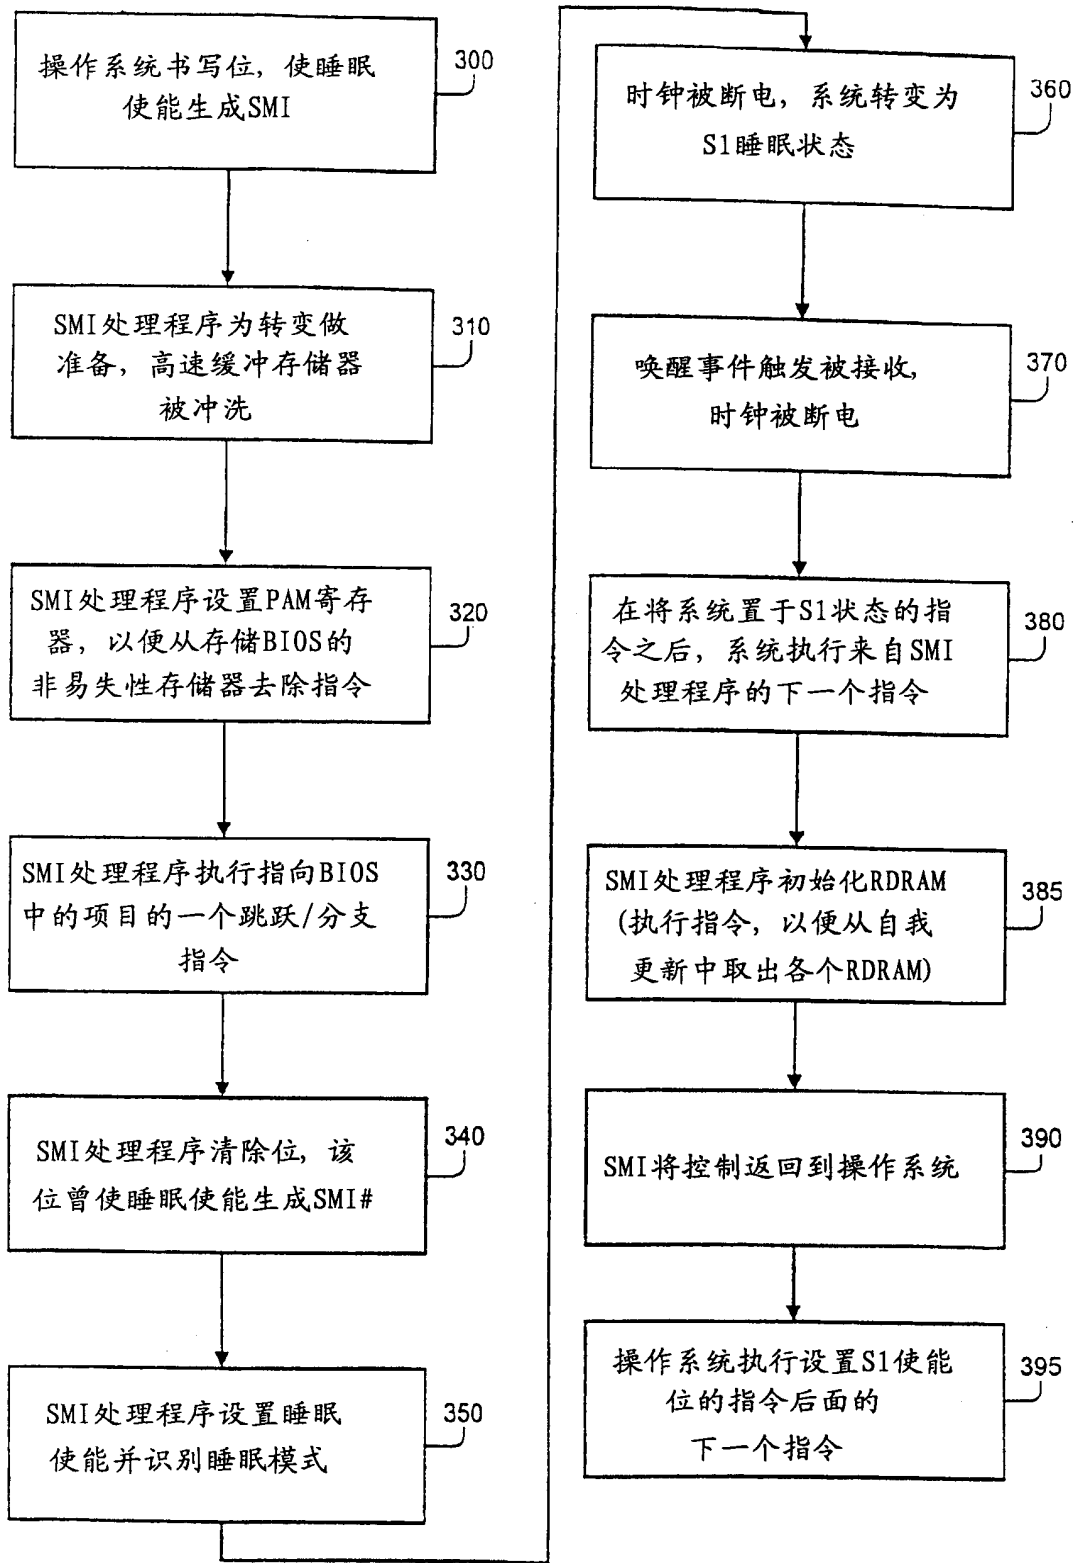 操作系统书写位，使睡眠
使能生成SMI
300
SMI处理程序为转变做
准备，高速缓冲存储器
被冲洗
310
SMI处理程序设置PAM寄存
器，以便从存储BIOS的
非易失性存储器去除指令
320
SMI处理程序执行指向BIOS
中的项目的一个跳跃/分支
指令
330
SMI处理程序清除位，该
位曾使睡眠使能生成SMI#
340
SMI处理程序设置睡眠
使能并识别睡眠模式
350
时钟被断电，系统转变为
S1睡眠状态
360
唤醒事件触发被接收，
时钟被断电
370
在将系统置于S1状态的指
令之后，系统执行来自SMI
处理程序的下一个指令
380
SMI处理程序初始化RDRAM
(执行指令，以便从自我
更新中取出各个RDRAM)
385
SMI将控制返回到操作系统
390
操作系统执行设置S1使能
位的指令后面的
下一个指令
395